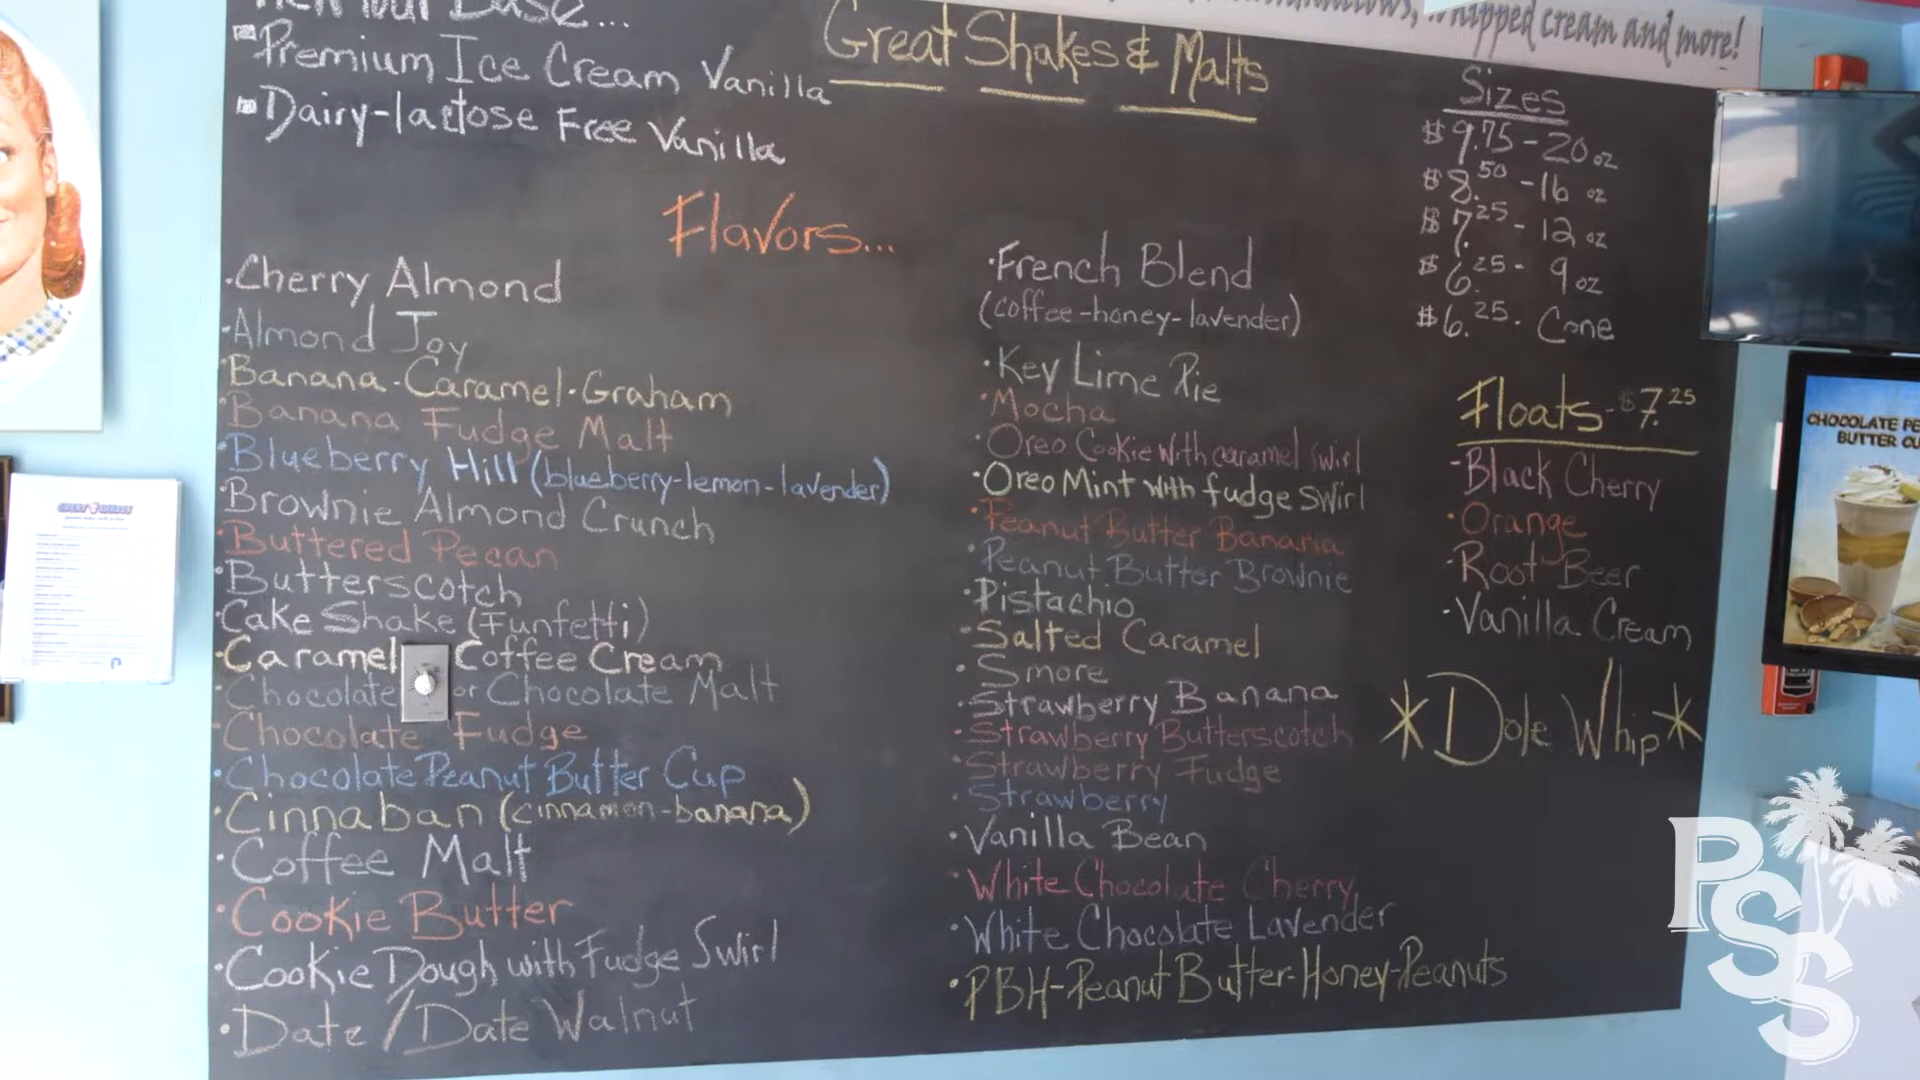 Pick Your Base...
Premium Ice Cream Vanilla
Dairy-lactose Free Vanilla
Great Shakes & Malts
whipped cream and more!
Flavors...
Cherry Almond
Almond Joy
Banana-Caramel-Graham
Banana Fudge Malt
Blueberry Hill (blueberry-lemon-lavender)
Brownie Almond Crunch
Buttered Pecan
Butterscotch
Cake Shake (Funfetti)
Caramel Coffee Cream
Chocolate or Chocolate Malt
Chocolate Fudge
Chocolate Peanut Butter Cup
Cinnaban (cinnamon-banana)
Coffee Malt
Cookie Butter
Cookie Dough with Fudge Swirl
Date/Date Walnut
French Blend
(coffee-honey-lavender)
Key Lime Pie
Mocha
Oreo Cookie with caramel swirl
Oreo Mint with fudge swirl
Peanut Butter Banana
Peanut Butter Brownie
Pistachio
Salted Caramel
Smore
Strawberry Banana
Strawberry Butterscotch
Strawberry Fudge
Strawberry
Vanilla Bean
White Chocolate Cherry
White Chocolate Lavender
PBH-Peanut Butter-Honey-Peanuts
Sizes
$9.75-20 oz
$8.50-16 oz
$7.25-12 oz
$6.25-9 oz
$6.25. Cone
Floats-$7.25
Black Cherry
Orange
Root Beer
Vanilla Cream
*Dole Whip*
GREAT SHAKES
CHOCOLATE PE
BUTTER CU
PSS